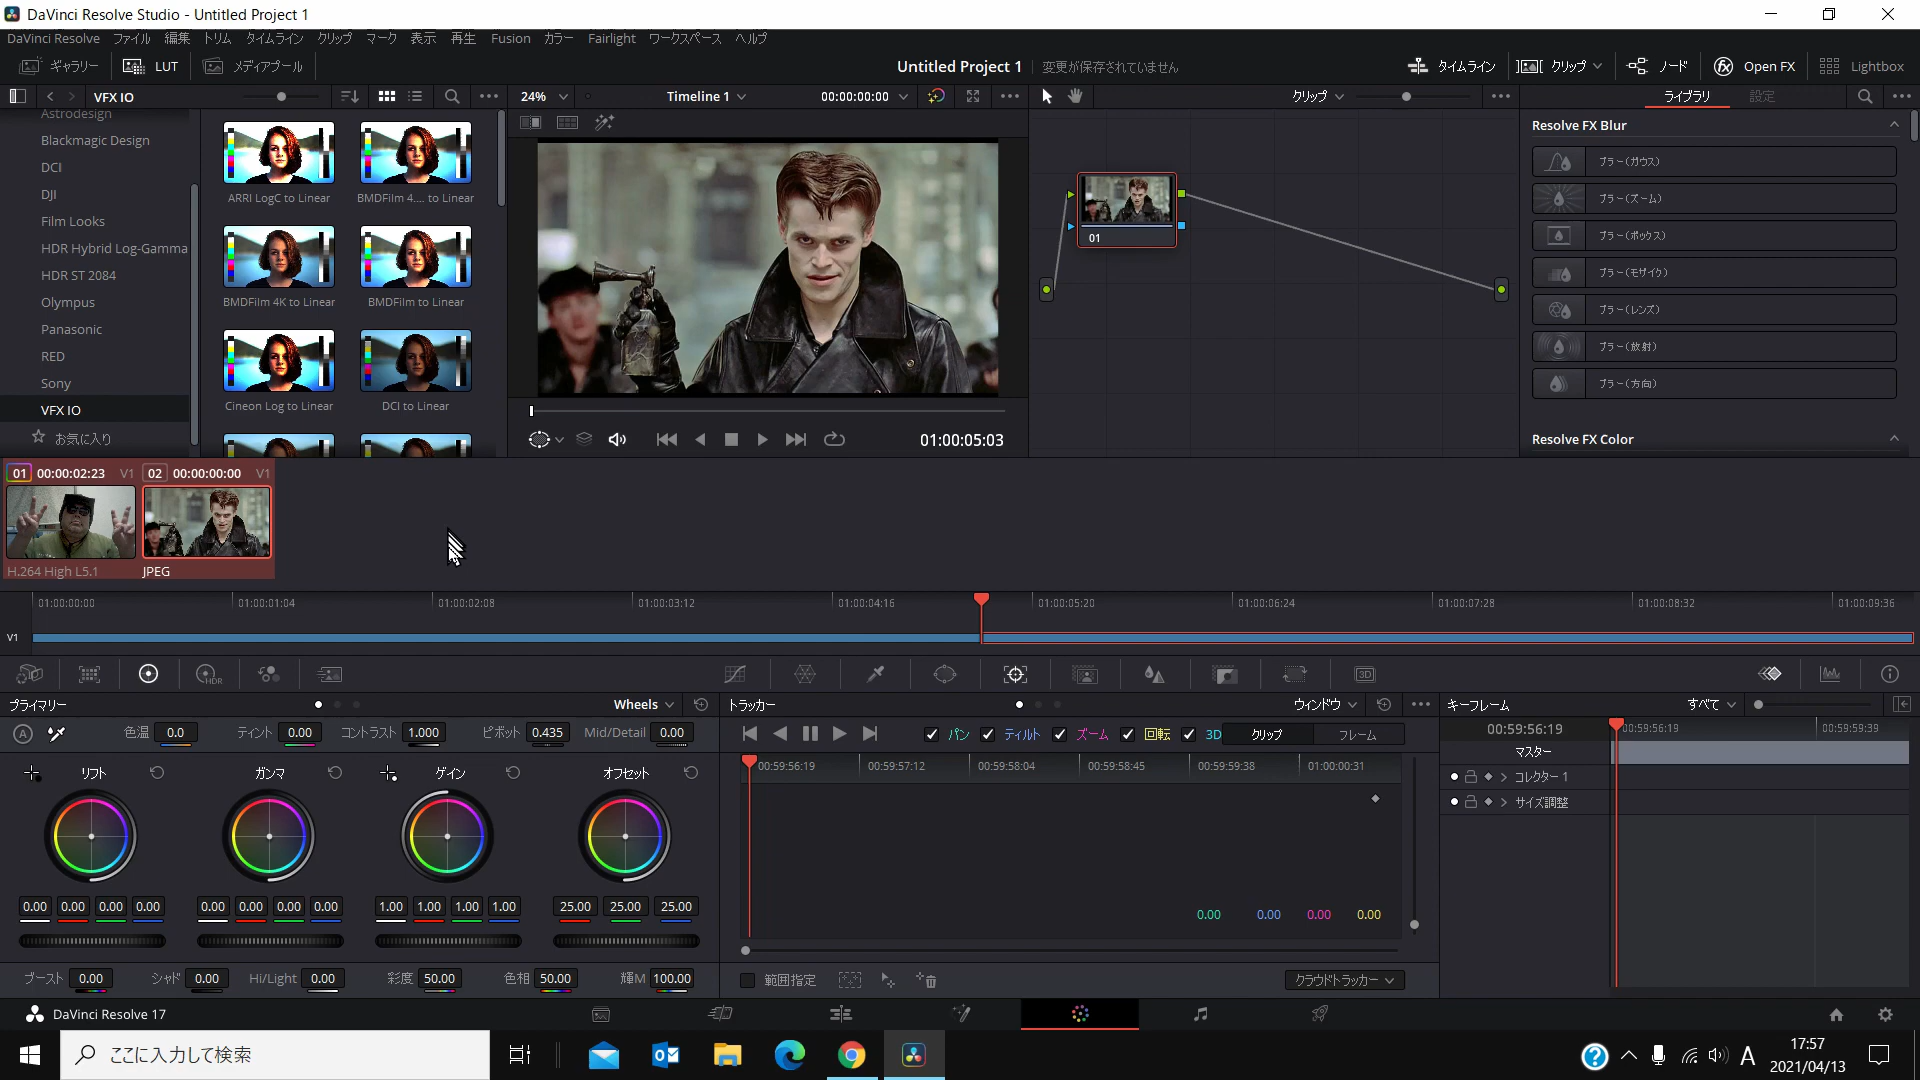 DaVinci Resolve Studio - Untitled Project 1
DaVinci Resolve ファイル 編集 トリム タイムライン クリップ マーク 表示 再生 Fusion カラー Fairlight ワークスペース ヘルプ
ギャラリー LUT メディアプール Untitled Project 1 変更が保存されていません タイムライン クリップ ノード Open FX Lightbox
VFX IO 24% Timeline 1 00:00:00:00 クリップ ライブラリ 設定
Astrodesign
Blackmagic Design
DCI
DJI
Film Looks
HDR Hybrid Log-Gamma
HDR ST 2084
Olympus
Panasonic
RED
Sony
VFX IO
お気に入り
ARRI LogC to Linear BMDFilm 4.... to Linear
BMDFilm 4K to Linear BMDFilm to Linear
Cineon Log to Linear DCI to Linear
01:00:05:03
01
Resolve FX Blur
ブラー(ガウス)
ブラー(ズーム)
ブラー(ボックス)
ブラー(モザイク)
ブラー(レンズ)
ブラー(放射)
ブラー(方向)
Resolve FX Color
01 00:00:02:23 V1 02 00:00:00:00 V1
H.264 High L5.1 JPEG
01:00:00:00 01:00:01:04 01:00:02:08 01:00:03:12 01:00:04:16 01:00:05:20 01:00:06:24 01:00:07:28 01:00:08:32 01:00:09:36
V1
HDR 3D
プライマリー Wheels トラッカー ウィンドウ キーフレーム すべて
A 色温 0.0 ティント 0.00 コントラスト 1.000 ピボット 0.435 Mid/Detail 0.00
パン ティルト ズーム 回転 3D クリップ フレーム
00:59:56:19 00:59:56:19 00:59:59:39
マスター
コレクター 1
サイズ調整
リフト ガンマ ゲイン オフセット
00:59:56:19 00:59:57:12 00:59:58:04 00:59:58:45 00:59:59:38 01:00:00:31
0.00 0.00 0.00 0.00 0.00 0.00 0.00 0.00 1.00 1.00 1.00 1.00 25.00 25.00 25.00
0.00 0.00 0.00 0.00
ブースト 0.00 シャド 0.00 Hi/Light 0.00 彩度 50.00 色相 50.00 輝M 100.00
範囲指定 クラウドトラッカー
DaVinci Resolve 17
ここに入力して検索
A 17:57
2021/04/13